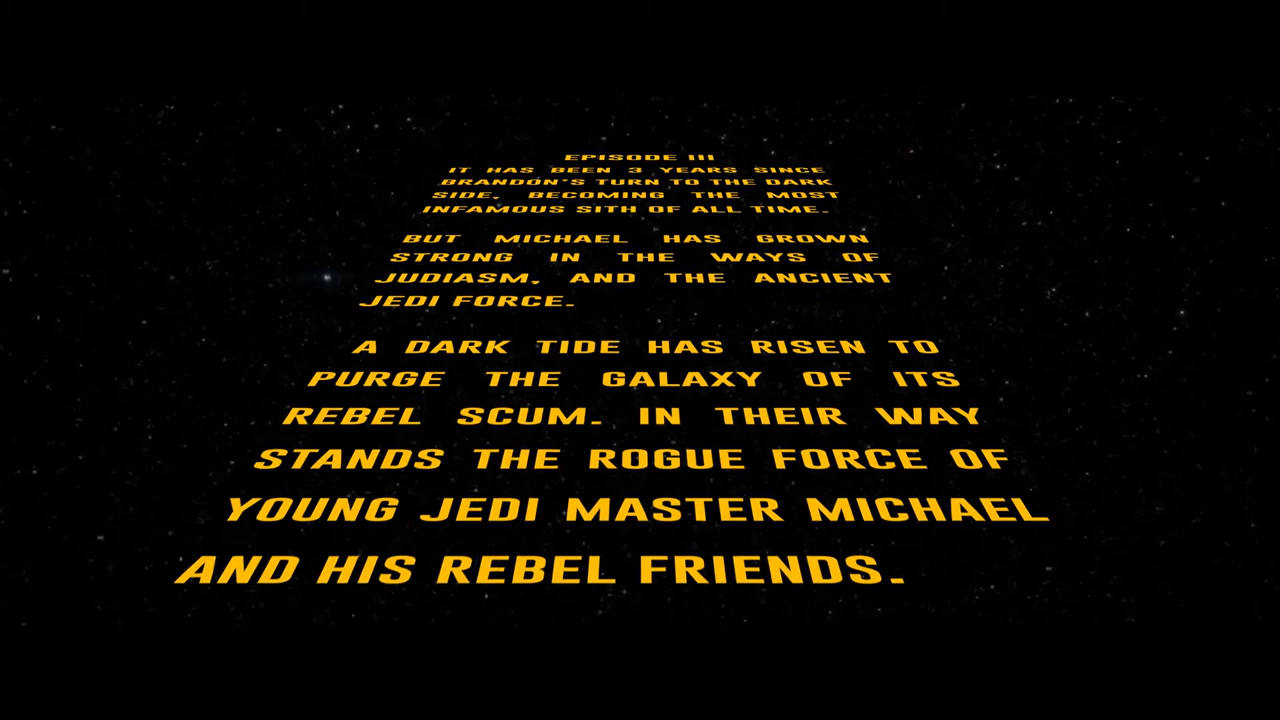 EPISODE III
IT HAS BEEN 3 YEARS SINCE
BRANDON'S TURN TO THE DARK
SIDE, BECOMING THE MOST
INFAMOUS SITH OF ALL TIME.
BUT MICHAEL HAS GROWN
STRONG IN THE WAYS OF
JUDIASM, AND THE ANCIENT
JEDI FORCE.
A DARK TIDE HAS RISEN TO
PURGE THE GALAXY OF ITS
REBEL SCUM. IN THEIR WAY
STANDS THE ROGUE FORCE OF
YOUNG JEDI MASTER MICHAEL
AND HIS REBEL FRIENDS.